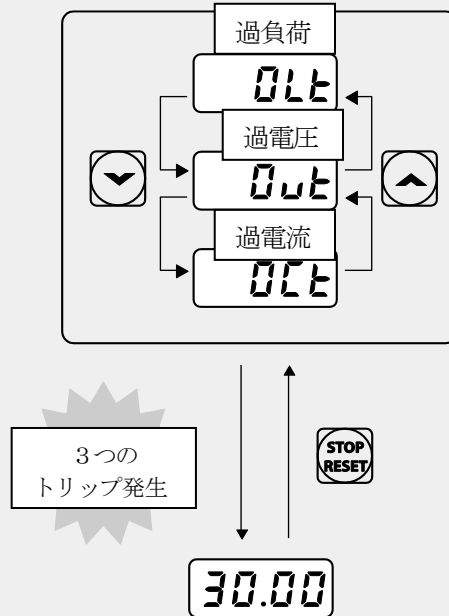 過負荷
OLt
過電圧
Out
過電流
OCt
3つの
トリップ発生
STOP
RESET
30.00